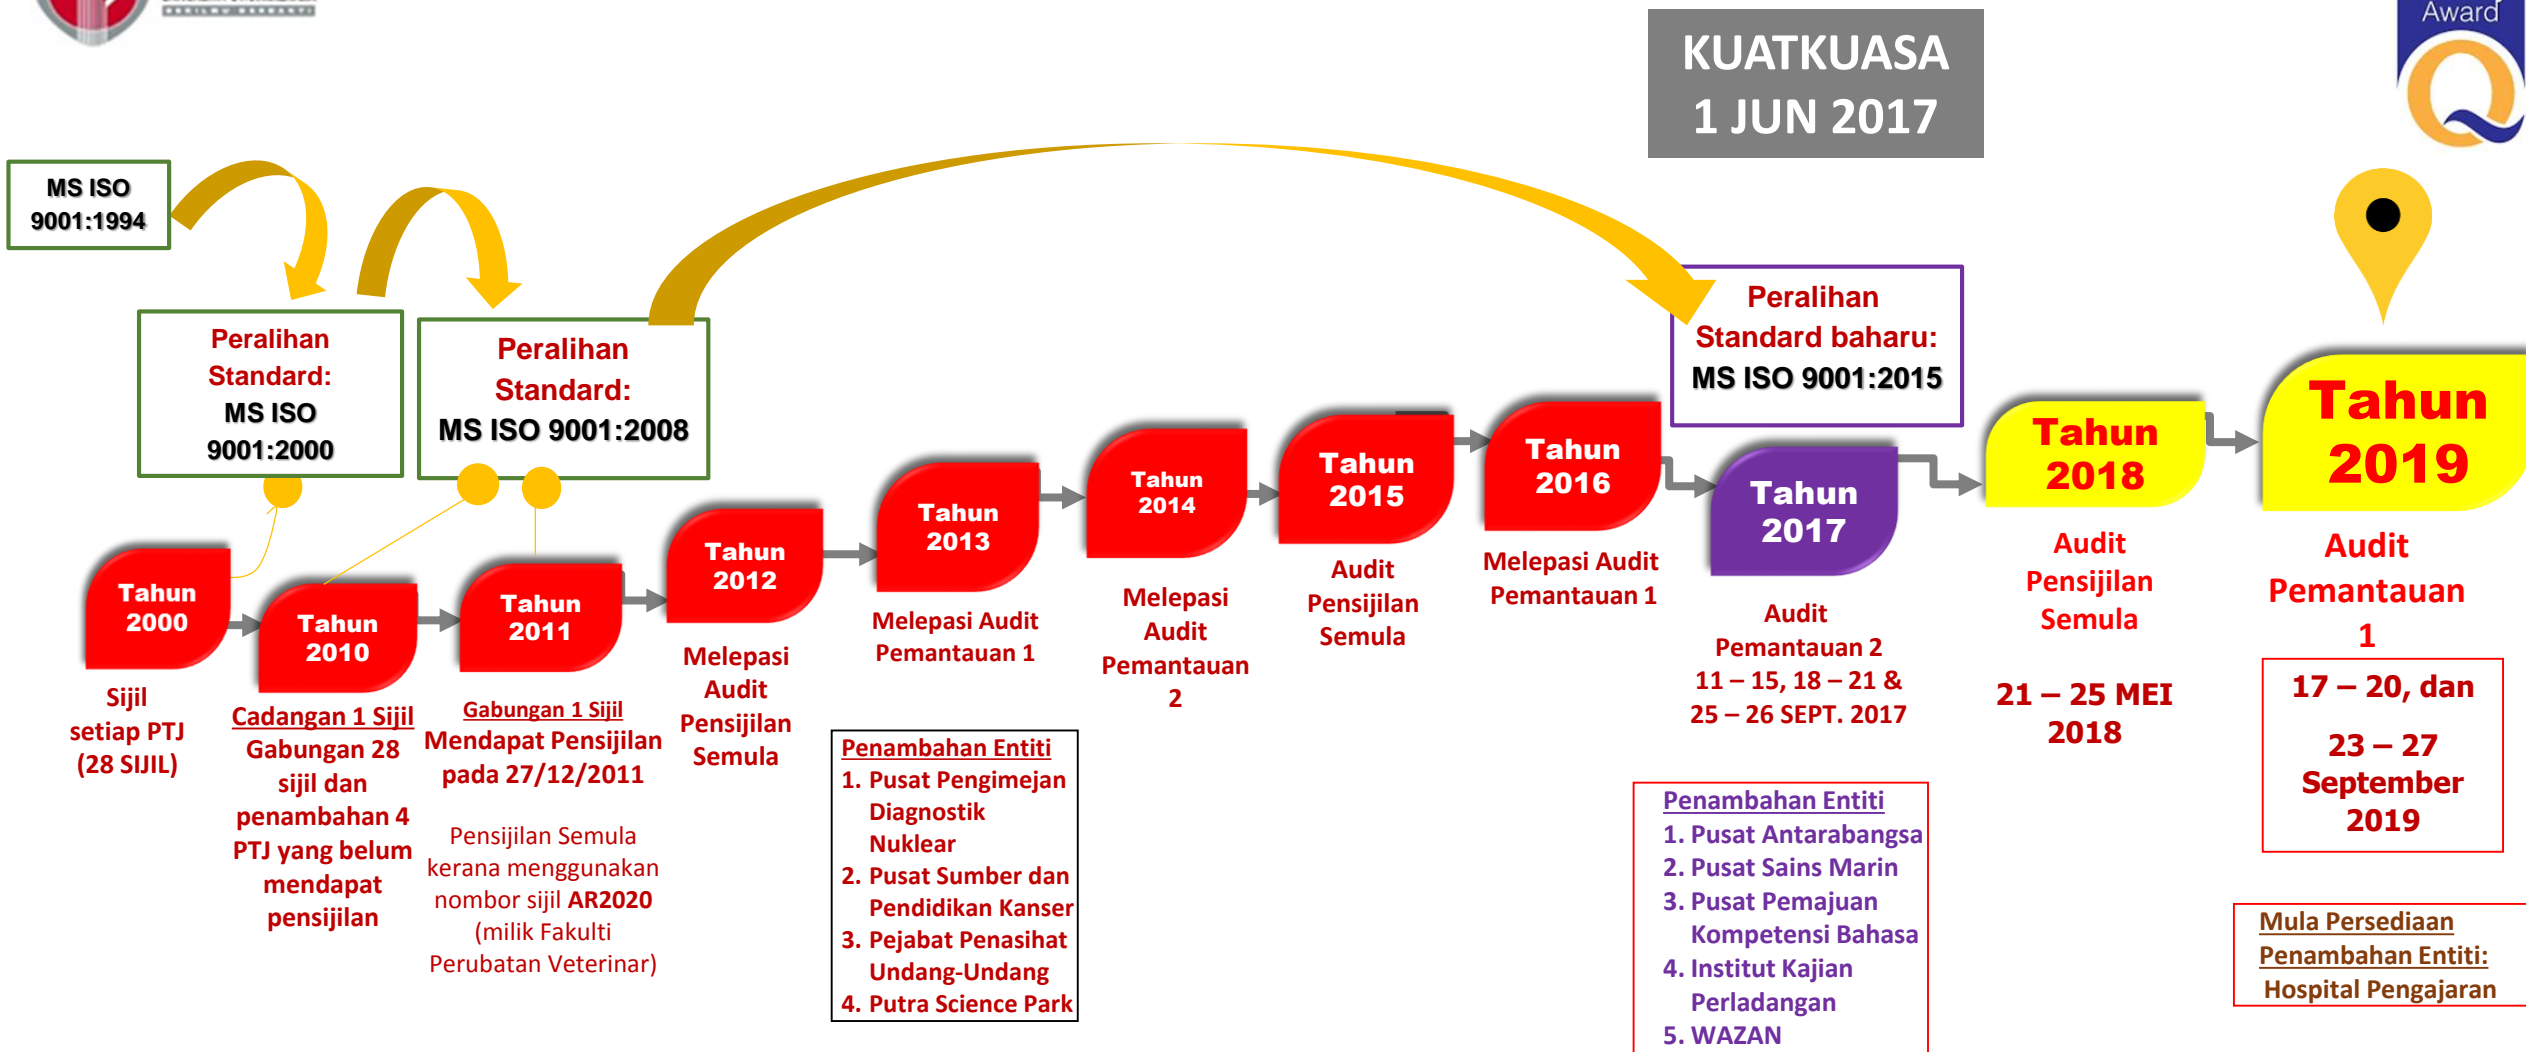 BERILMU BERBAKTI
Award
KUATKUASA
1 JUN 2017
MS ISO
9001:1994
Peralihan
Standard:
MS ISO
9001:2000
Peralihan
Standard:
MS ISO 9001:2008
Peralihan
Standard baharu:
MS ISO 9001:2015
Tahun
2000
Sijil
setiap PTJ
(28 SIJIL)
Tahun
2010
Cadangan 1 Sijil
Gabungan 28
sijil dan
penambahan 4
PTJ yang belum
mendapat
pensijilan
Tahun
2011
Gabungan 1 Sijil
Mendapat Pensijilan
pada 27/12/2011
Pensijilan Semula
kerana menggunakan
nombor sijil AR2020
(milik Fakulti
Perubatan Veterinar)
Tahun
2012
Melepasi
Audit
Pensijilan
Semula
Tahun
2013
Melepasi Audit
Pemantauan 1
Penambahan Entiti
1. Pusat Pengimejan
Diagnostik
Nuklear
2. Pusat Sumber dan
Pendidikan Kanser
3. Pejabat Penasihat
Undang-Undang
4. Putra Science Park
Tahun
2014
Melepasi
Audit
Pemantauan
2
Tahun
2015
Audit
Pensijilan
Semula
Tahun
2016
Melepasi Audit
Pemantauan 1
Tahun
2017
Audit
Pemantauan 2
11 – 15, 18 – 21 &
25 – 26 SEPT. 2017
Penambahan Entiti
1. Pusat Antarabangsa
2. Pusat Sains Marin
3. Pusat Pemajuan
Kompetensi Bahasa
4. Institut Kajian
Perladangan
5. WAZAN
Tahun
2018
Audit
Pensijilan
Semula
21 – 25 MEI
2018
Tahun
2019
Audit
Pemantauan
1
17 – 20, dan
23 – 27
September
2019
Mula Persediaan
Penambahan Entiti:
Hospital Pengajaran